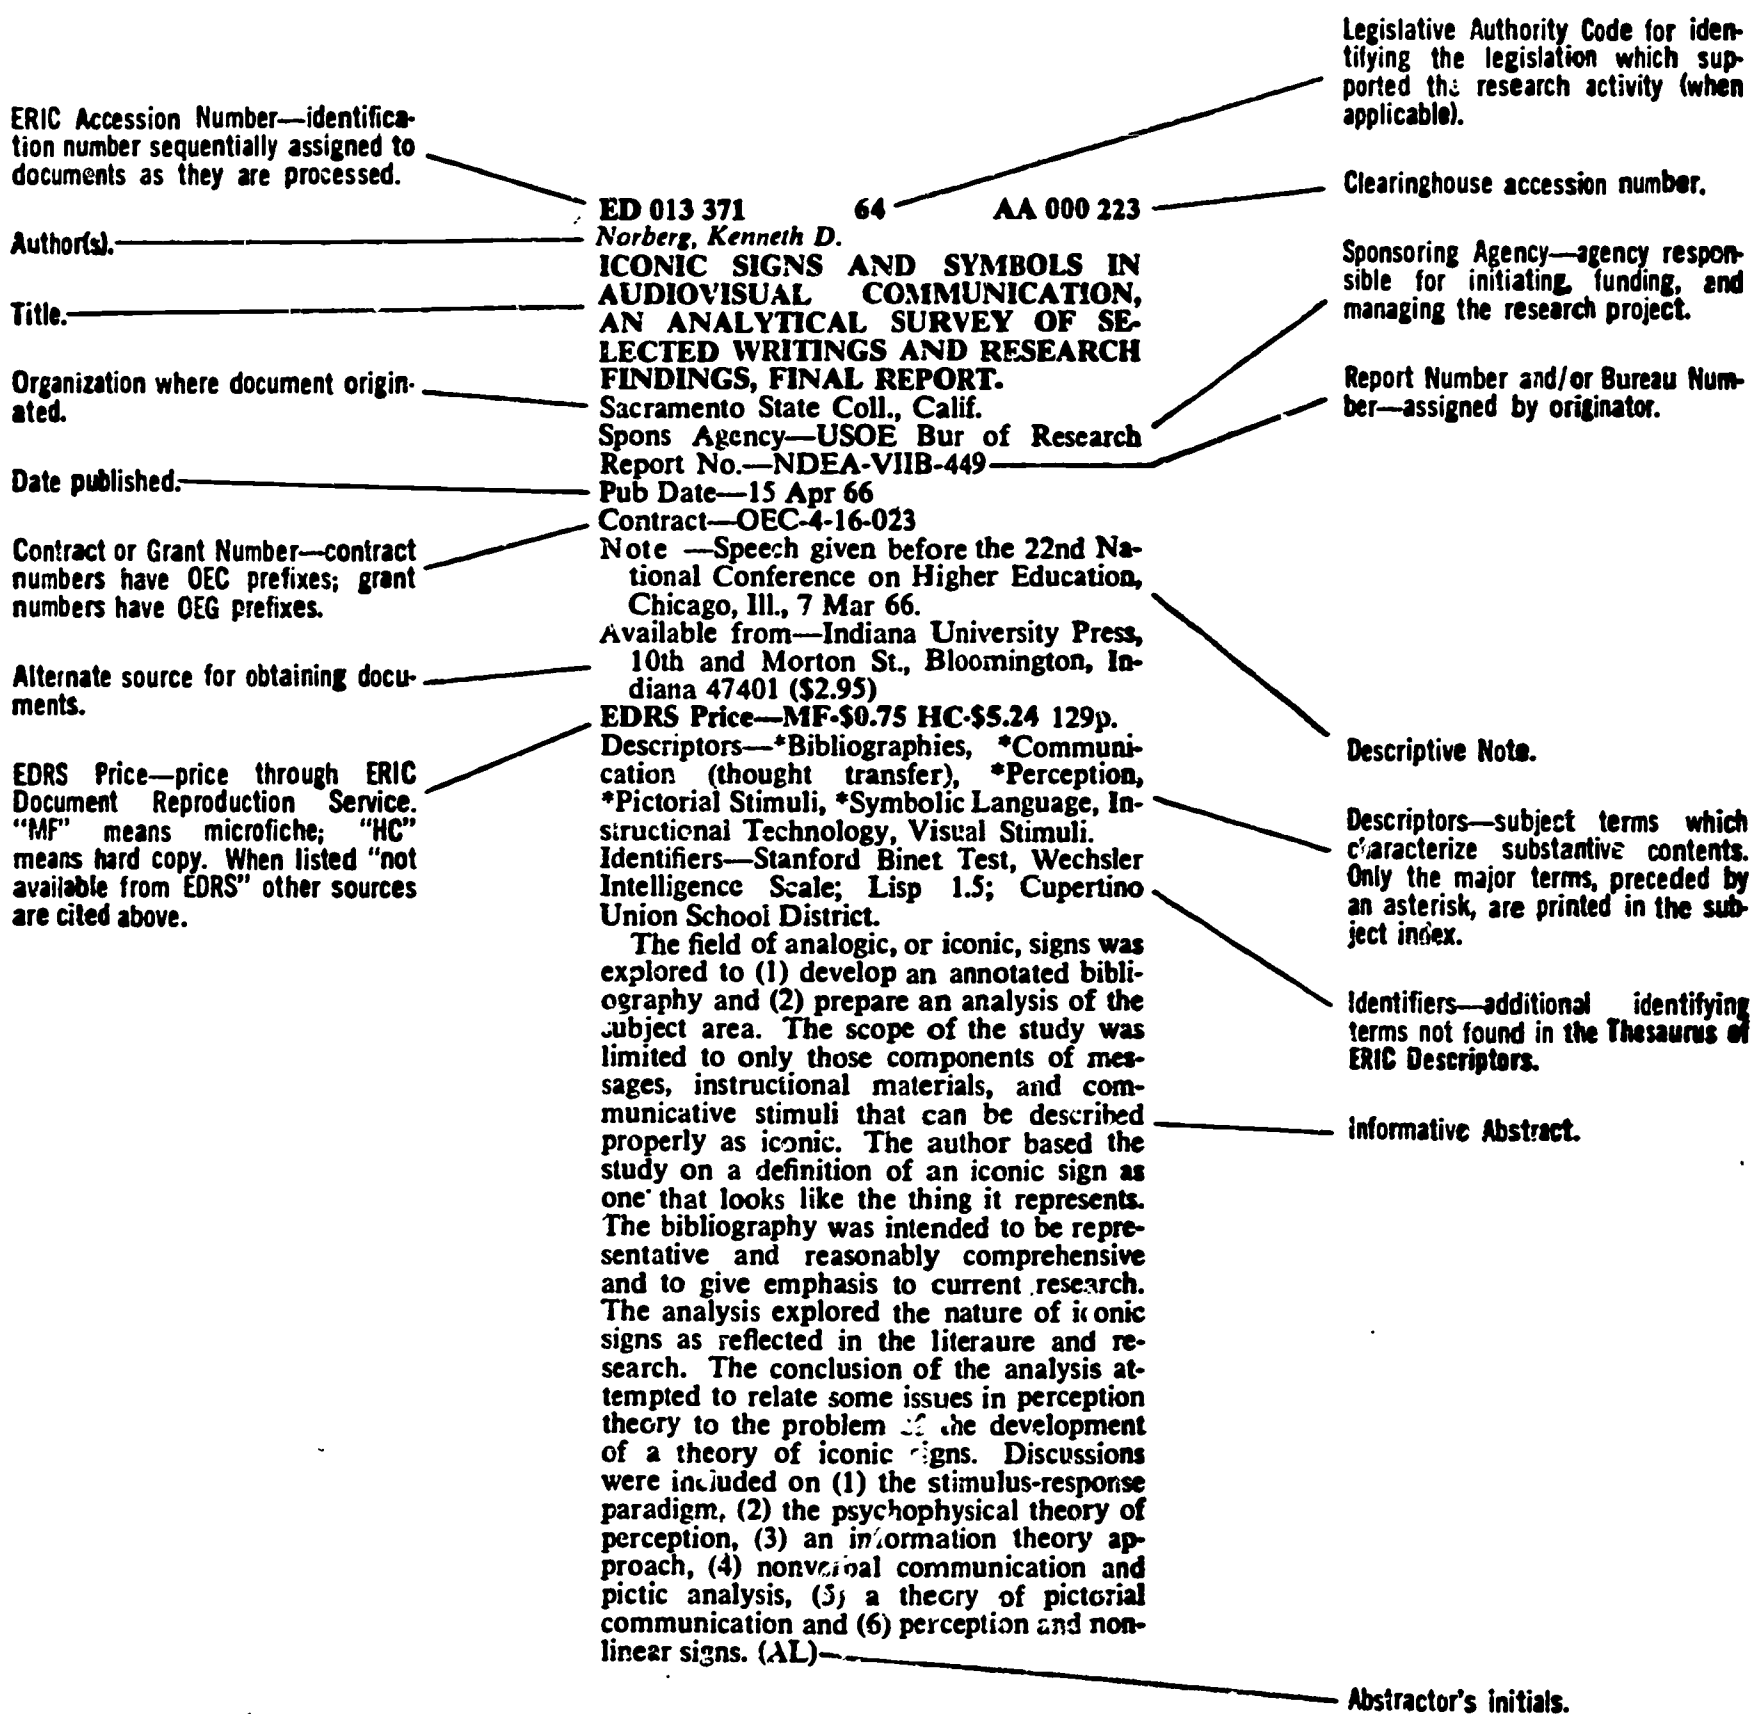 Legislative Authority Code for iden-
tifying the legislation which sup-
ported the research activity (when
applicable).
ERIC Accession Number—identifica-
tion number sequentially assigned to
documents as they are processed.
Clearinghouse accession number.
ED 013 371 64 AA 000 223
Author(s).
Norberg, Kenneth D.
Sponsoring Agency—agency respon-
sible for initiating, funding, and
managing the research project.
Title.
ICONIC SIGNS AND SYMBOLS IN
AUDIOVISUAL COMMUNICATION,
AN ANALYTICAL SURVEY OF SE-
LECTED WRITINGS AND RESEARCH
FINDINGS, FINAL REPORT.
Organization where document origin-
ated.
Report Number and/or Bureau Num-
ber—assigned by originator.
Sacramento State Coll., Calif.
Spons Agency—USOE Bur of Research
Report No.—NDEA-VIIB-449
Date published.
Pub Date—15 Apr 66
Contract—OEC-4-16-023
Contract or Grant Number—contract
numbers have OEC prefixes; grant
numbers have OEG prefixes.
Note —Speech given before the 22nd Na-
tional Conference on Higher Education,
Chicago, Ill., 7 Mar 66.
Available from—Indiana University Press,
10th and Morton St., Bloomington, In-
diana 47401 ($2.95)
Alternate source for obtaining docu-
ments.
EDRS Price—MF-$0.75 HC-$5.24 129p.
Descriptive Note.
EDRS Price—price through ERIC
Document Reproduction Service.
"MF" means microfiche; "HC"
means hard copy. When listed "not
available from EDRS" other sources
are cited above.
Descriptors—*Bibliographies, *Communi-
cation (thought transfer), *Perception,
*Pictorial Stimuli, *Symbolic Language, In-
structional Technology, Visual Stimuli.
Descriptors—subject terms which
characterize substantive contents.
Only the major terms, preceded by
an asterisk, are printed in the sub-
ject index.
Identifiers—Stanford Binet Test, Wechsler
Intelligence Scale; Lisp 1.5; Cupertino
Union School District.
Identifiers—additional identifying
terms not found in the Thesaurus of
ERIC Descriptors.
The field of analogic, or iconic, signs was
explored to (1) develop an annotated bibli-
ography and (2) prepare an analysis of the
subject area. The scope of the study was
limited to only those components of mes-
sages, instructional materials, and com-
municative stimuli that can be described
properly as iconic. The author based the
study on a definition of an iconic sign as
one that looks like the thing it represents.
The bibliography was intended to be repre-
sentative and reasonably comprehensive
and to give emphasis to current research.
The analysis explored the nature of iconic
signs as reflected in the literaure and re-
search. The conclusion of the analysis at-
tempted to relate some issues in perception
theory to the problem of the development
of a theory of iconic signs. Discussions
were included on (1) the stimulus-response
paradigm, (2) the psychophysical theory of
perception, (3) an information theory ap-
proach, (4) nonverbal communication and
pictic analysis, (5) a theory of pictorial
communication and (6) perception and non-
linear signs. (AL)
Informative Abstract.
Abstractor's initials.